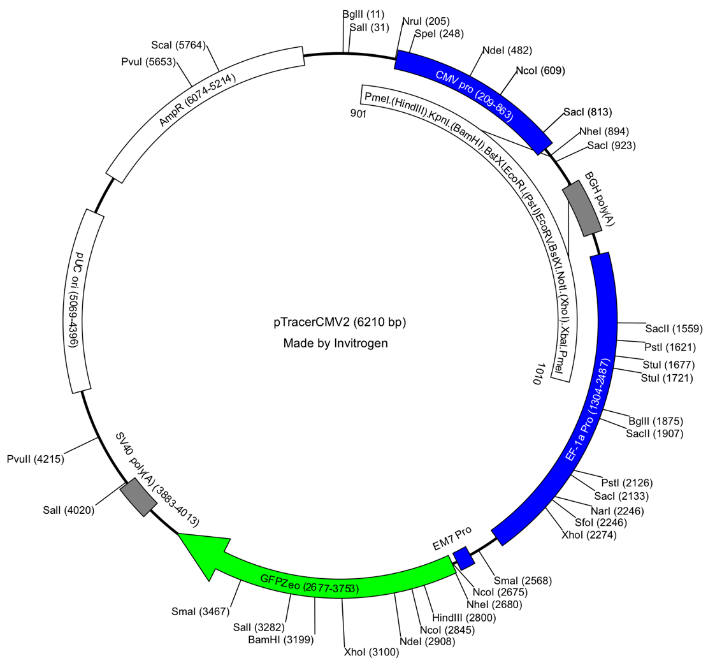 BglII (11)
SalI (31)
NruI (205)
SpeI (248)
NdeI (482)
NcoI (609)
SacI (813)
NheI (894)
SacI (923)
CMV pro (209-863)
901
PmeI.(HindIII).KpnI.(BamHI).BstXI.EcoRI.(PstI)EcoRV.BstXI.NotI.(XhoI).XbaI.PmeI
1010
BGH poly(A)
SacII (1559)
PstI (1621)
StuI (1677)
StuI (1721)
BglII (1875)
SacII (1907)
EF-1a Pro (1304-2487)
PstI (2126)
SacI (2133)
NarI (2246)
SfoI (2246)
XhoI (2274)
SmaI (2568)
EM7 Pro
NcoI (2675)
NheI (2680)
HindIII (2800)
NcoI (2845)
NdeI (2908)
XhoI (3100)
BamHI (3199)
SalI (3282)
SmaI (3467)
GFPZeo (2677-3753)
SV40 poly(A) (3883-4013)
SalI (4020)
PvuII (4215)
pUC ori (5069-4396)
AmpR (6074-5214)
PvuI (5653)
ScaI (5764)
pTracerCMV2 (6210 bp)
Made by Invitrogen